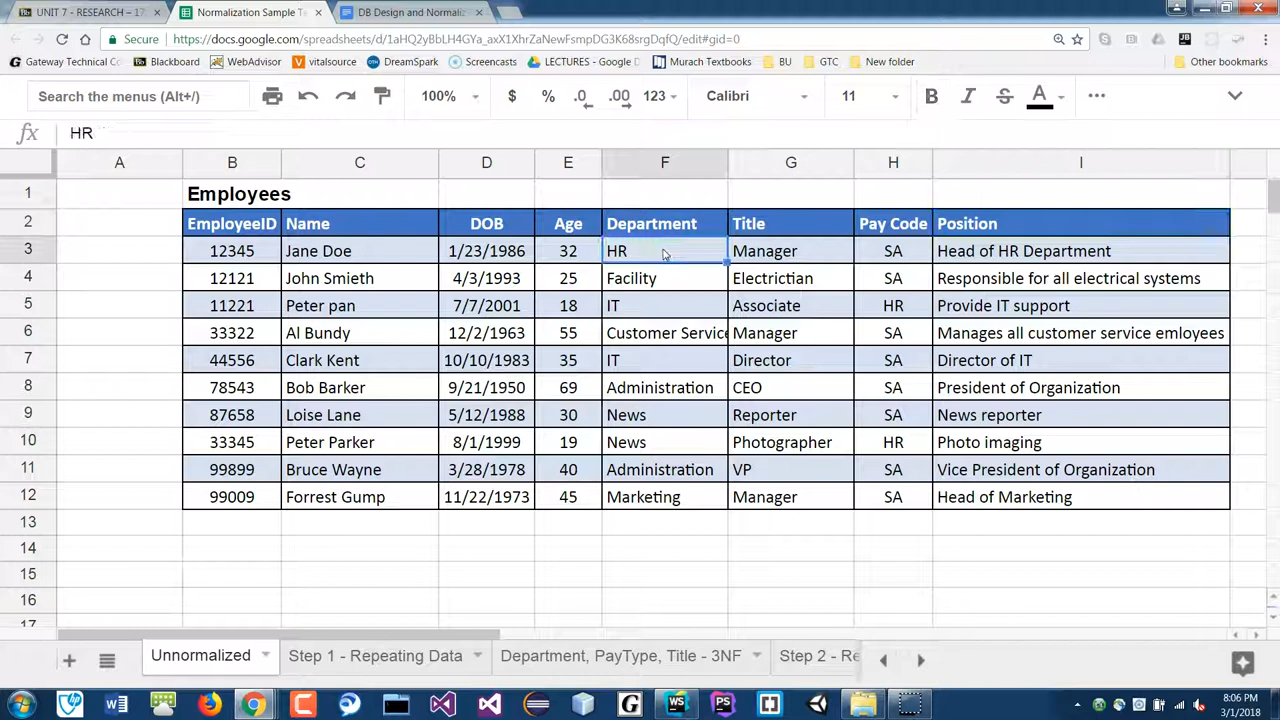 UNIT 7 - RESEARCH – 17
Normalization Sample T
DB Design and Normali
Secure https://docs.google.com/spreadsheets/d/1aHQ2yBbLH4GYa_axX1XhrZaNewFsmpDG3K68srgDqfQ/edit#gid=0
Gateway Technical Co Bb Blackboard WebAdvisor vitalsource DreamSpark Screencasts LECTURES - Google D Murach Textbooks BU GTC New folder Other bookmarks
Search the menus (Alt+/) 100% $ % .0 .00 123 Calibri 11 B I S A
fx HR
A B C D E F G H I
1 Employees
2 EmployeeID Name DOB Age Department Title Pay Code Position
3 12345 Jane Doe 1/23/1986 32 HR Manager SA Head of HR Department
4 12121 John Smieth 4/3/1993 25 Facility Electrictian SA Responsible for all electrical systems
5 11221 Peter pan 7/7/2001 18 IT Associate HR Provide IT support
6 33322 Al Bundy 12/2/1963 55 Customer Service Manager SA Manages all customer service emloyees
7 44556 Clark Kent 10/10/1983 35 IT Director SA Director of IT
8 78543 Bob Barker 9/21/1950 69 Administration CEO SA President of Organization
9 87658 Loise Lane 5/12/1988 30 News Reporter SA News reporter
10 33345 Peter Parker 8/1/1999 19 News Photographer HR Photo imaging
11 99899 Bruce Wayne 3/28/1978 40 Administration VP SA Vice President of Organization
12 99009 Forrest Gump 11/22/1973 45 Marketing Manager SA Head of Marketing
13
14
15
16
17
Unnormalized Step 1 - Repeating Data Department, PayType, Title - 3NF Step 2 - Re
8:06 PM
3/1/2018